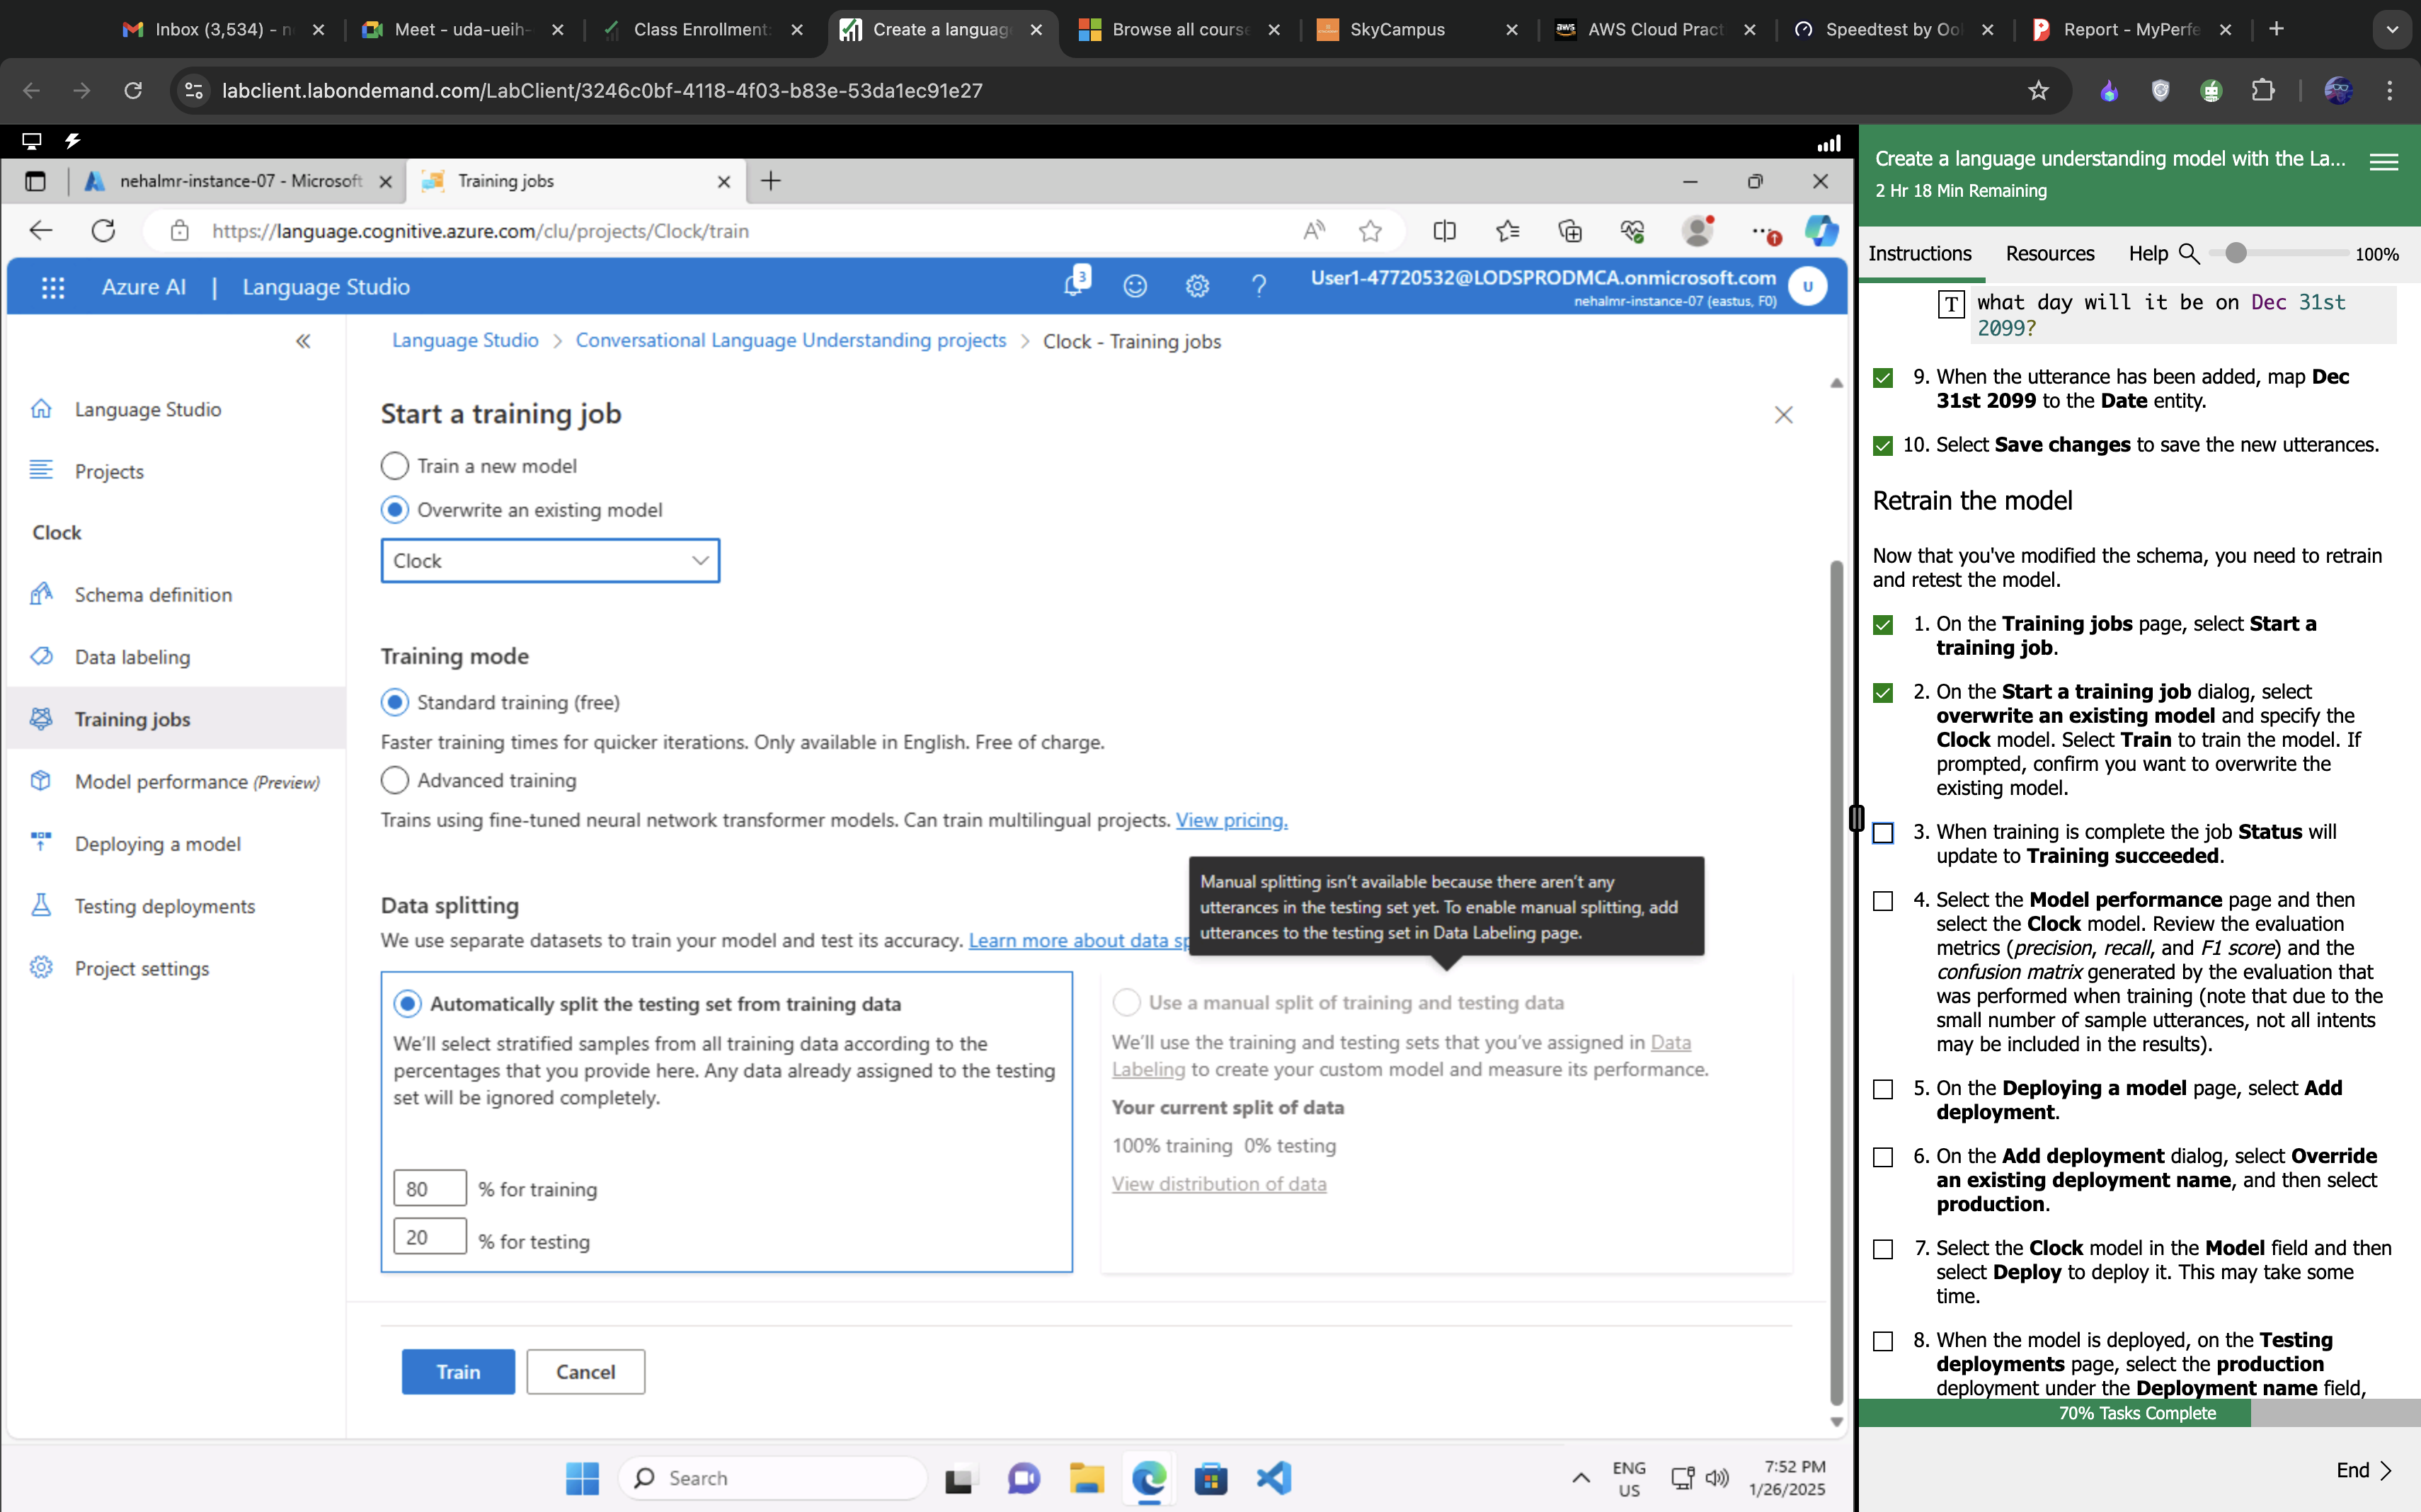 Inbox (3,534) - n
Meet - uda-ueih-
Class Enrollment:
Create a languag
Browse all course
SkyCampus
AWS Cloud Pract
Speedtest by Ool
Report - MyPerfe
labclient.labondemand.com/LabClient/3246c0bf-4118-4f03-b83e-53da1ec91e27
nehalmr-instance-07 - Microsoft
Training jobs
https://language.cognitive.azure.com/clu/projects/Clock/train
Azure AI | Language Studio
3
User1-47720532@LODSPRODMCA.onmicrosoft.com
nehalmr-instance-07 (eastus, F0)
U
Language Studio > Conversational Language Understanding projects > Clock - Training jobs
Language Studio
Projects
Clock
Schema definition
Data labeling
Training jobs
Model performance (Preview)
Deploying a model
Testing deployments
Project settings
Start a training job
Train a new model
Overwrite an existing model
Clock
Training mode
Standard training (free)
Faster training times for quicker iterations. Only available in English. Free of charge.
Advanced training
Trains using fine-tuned neural network transformer models. Can train multilingual projects. View pricing.
Manual splitting isn't available because there aren't any
utterances in the testing set yet. To enable manual splitting, add
utterances to the testing set in Data Labeling page.
Data splitting
We use separate datasets to train your model and test its accuracy. Learn more about data sp
Automatically split the testing set from training data
We'll select stratified samples from all training data according to the
percentages that you provide here. Any data already assigned to the testing
set will be ignored completely.
80 % for training
20 % for testing
Use a manual split of training and testing data
We'll use the training and testing sets that you've assigned in Data
Labeling to create your custom model and measure its performance.
Your current split of data
100% training 0% testing
View distribution of data
Train
Cancel
Search
ENG
US
7:52 PM
1/26/2025
Create a language understanding model with the La...
2 Hr 18 Min Remaining
Instructions
Resources
Help
100%
T
what day will it be on Dec 31st
2099?
9. When the utterance has been added, map Dec
31st 2099 to the Date entity.
10. Select Save changes to save the new utterances.
Retrain the model
Now that you've modified the schema, you need to retrain
and retest the model.
1. On the Training jobs page, select Start a
training job.
2. On the Start a training job dialog, select
overwrite an existing model and specify the
Clock model. Select Train to train the model. If
prompted, confirm you want to overwrite the
existing model.
3. When training is complete the job Status will
update to Training succeeded.
4. Select the Model performance page and then
select the Clock model. Review the evaluation
metrics (precision, recall, and F1 score) and the
confusion matrix generated by the evaluation that
was performed when training (note that due to the
small number of sample utterances, not all intents
may be included in the results).
5. On the Deploying a model page, select Add
deployment.
6. On the Add deployment dialog, select Override
an existing deployment name, and then select
production.
7. Select the Clock model in the Model field and then
select Deploy to deploy it. This may take some
time.
8. When the model is deployed, on the Testing
deployments page, select the production
deployment under the Deployment name field,
70% Tasks Complete
End